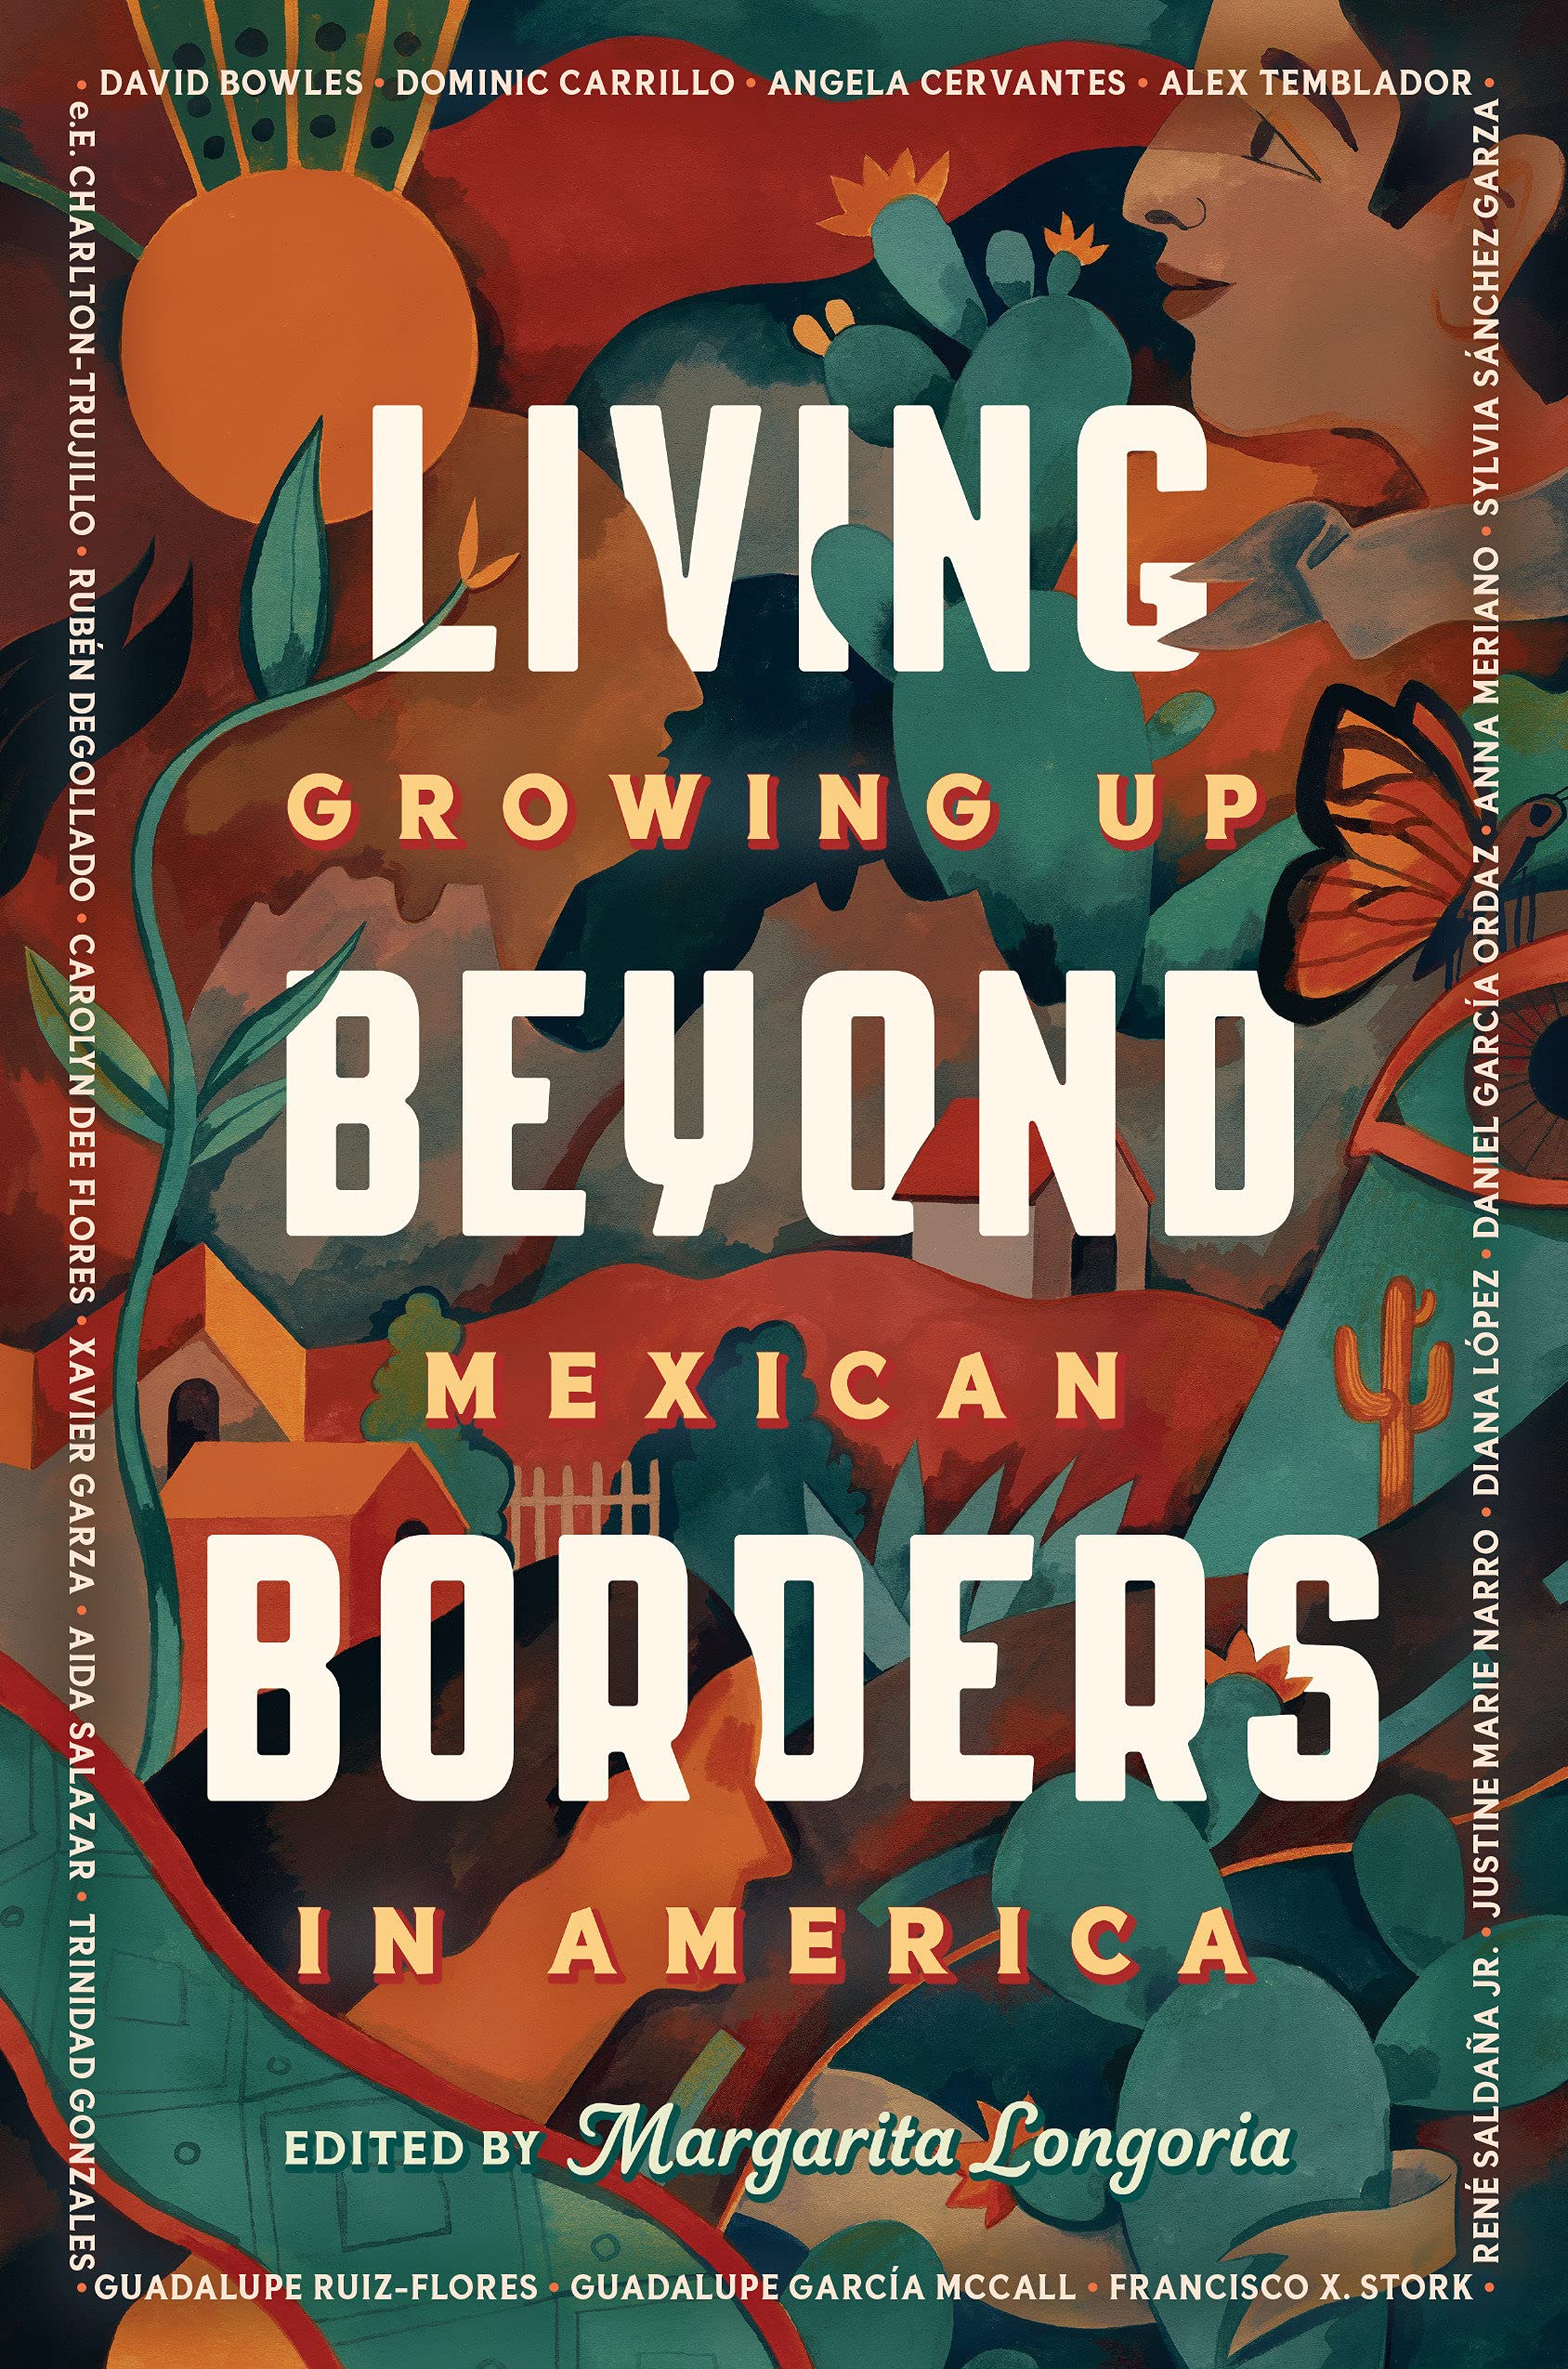 • DAVID BOWLES • DOMINIC CARRILLO • ANGELA CERVANTES • ALEX TEMBLADOR •
e.E. CHARLTON-TRUJILLO • RUBÉN DEGOLLADO • CAROLYN DEE FLORES • XAVIER GARZA • AIDA SALAZAR • TRINIDAD GONZALES
LIVING
GROWING UP
BEYOND
MEXICAN
BORDERS
IN AMERICA
EDITED BY Margarita Longoria
RENÉ SALDAÑA JR. • JUSTINE MARIE NARRO • DIANA LÓPEZ • DANIEL GARCÍA ORDAZ • ANNA MERIANO • SYLVIA SÁNCHEZ GARZA
• GUADALUPE RUIZ-FLORES • GUADALUPE GARCÍA MCCALL • FRANCISCO X. STORK •